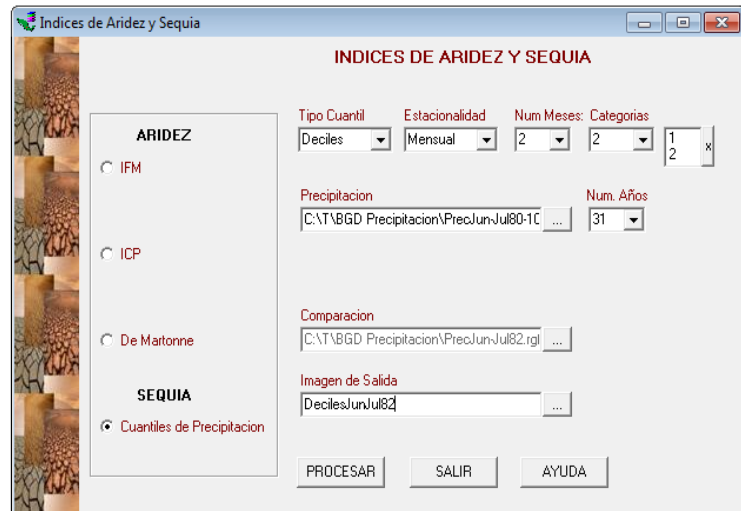 Indices de Aridez y Sequia
INDICES DE ARIDEZ Y SEQUIA
ARIDEZ
IFM
ICP
De Martonne
SEQUIA
Cuantiles de Precipitacion
Tipo Cuantil Estacionalidad Num Meses: Categorias
Deciles Mensual 2 2 1
2
x
Precipitacion Num. Años
C:\T\BGD Precipitacion\PrecJun-Jul80-10 ... 31
Comparacion
C:\T\BGD Precipitacion\PrecJun-Jul82.rgf ...
Imagen de Salida
DecilesJunJul82 ...
PROCESAR SALIR AYUDA